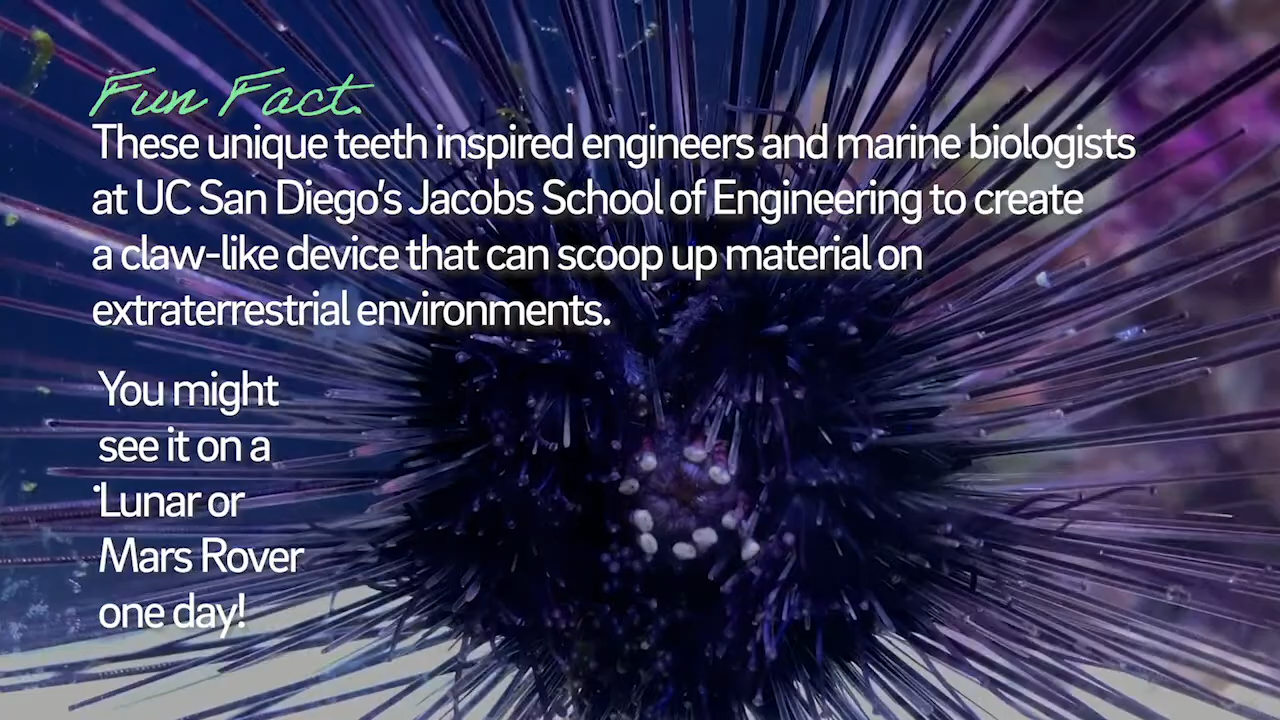 Fun Fact.
These unique teeth inspired engineers and marine biologists
at UC San Diego's Jacobs School of Engineering to create
a claw-like device that can scoop up material on
extraterrestrial environments.
You might
see it on a
Lunar or
Mars Rover
one day!